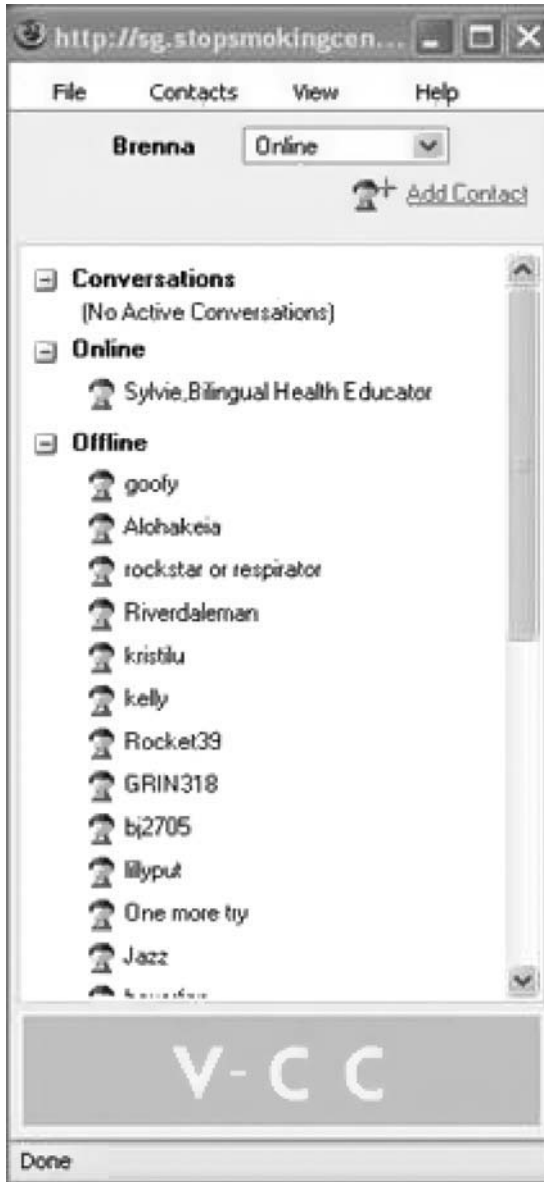 http://sg.stopsmokingcen...
File Contacts View Help
Brenna Online
Add Contact
Conversations
(No Active Conversations)
Online
Sylvie,Bilingual Health Educator
Offline
goofy
Alohakeia
rockstar or respirator
Riverdaleman
kristilu
kelly
Rocket39
GRIN318
bj2705
lillyput
One more try
Jazz
V-CC
Done